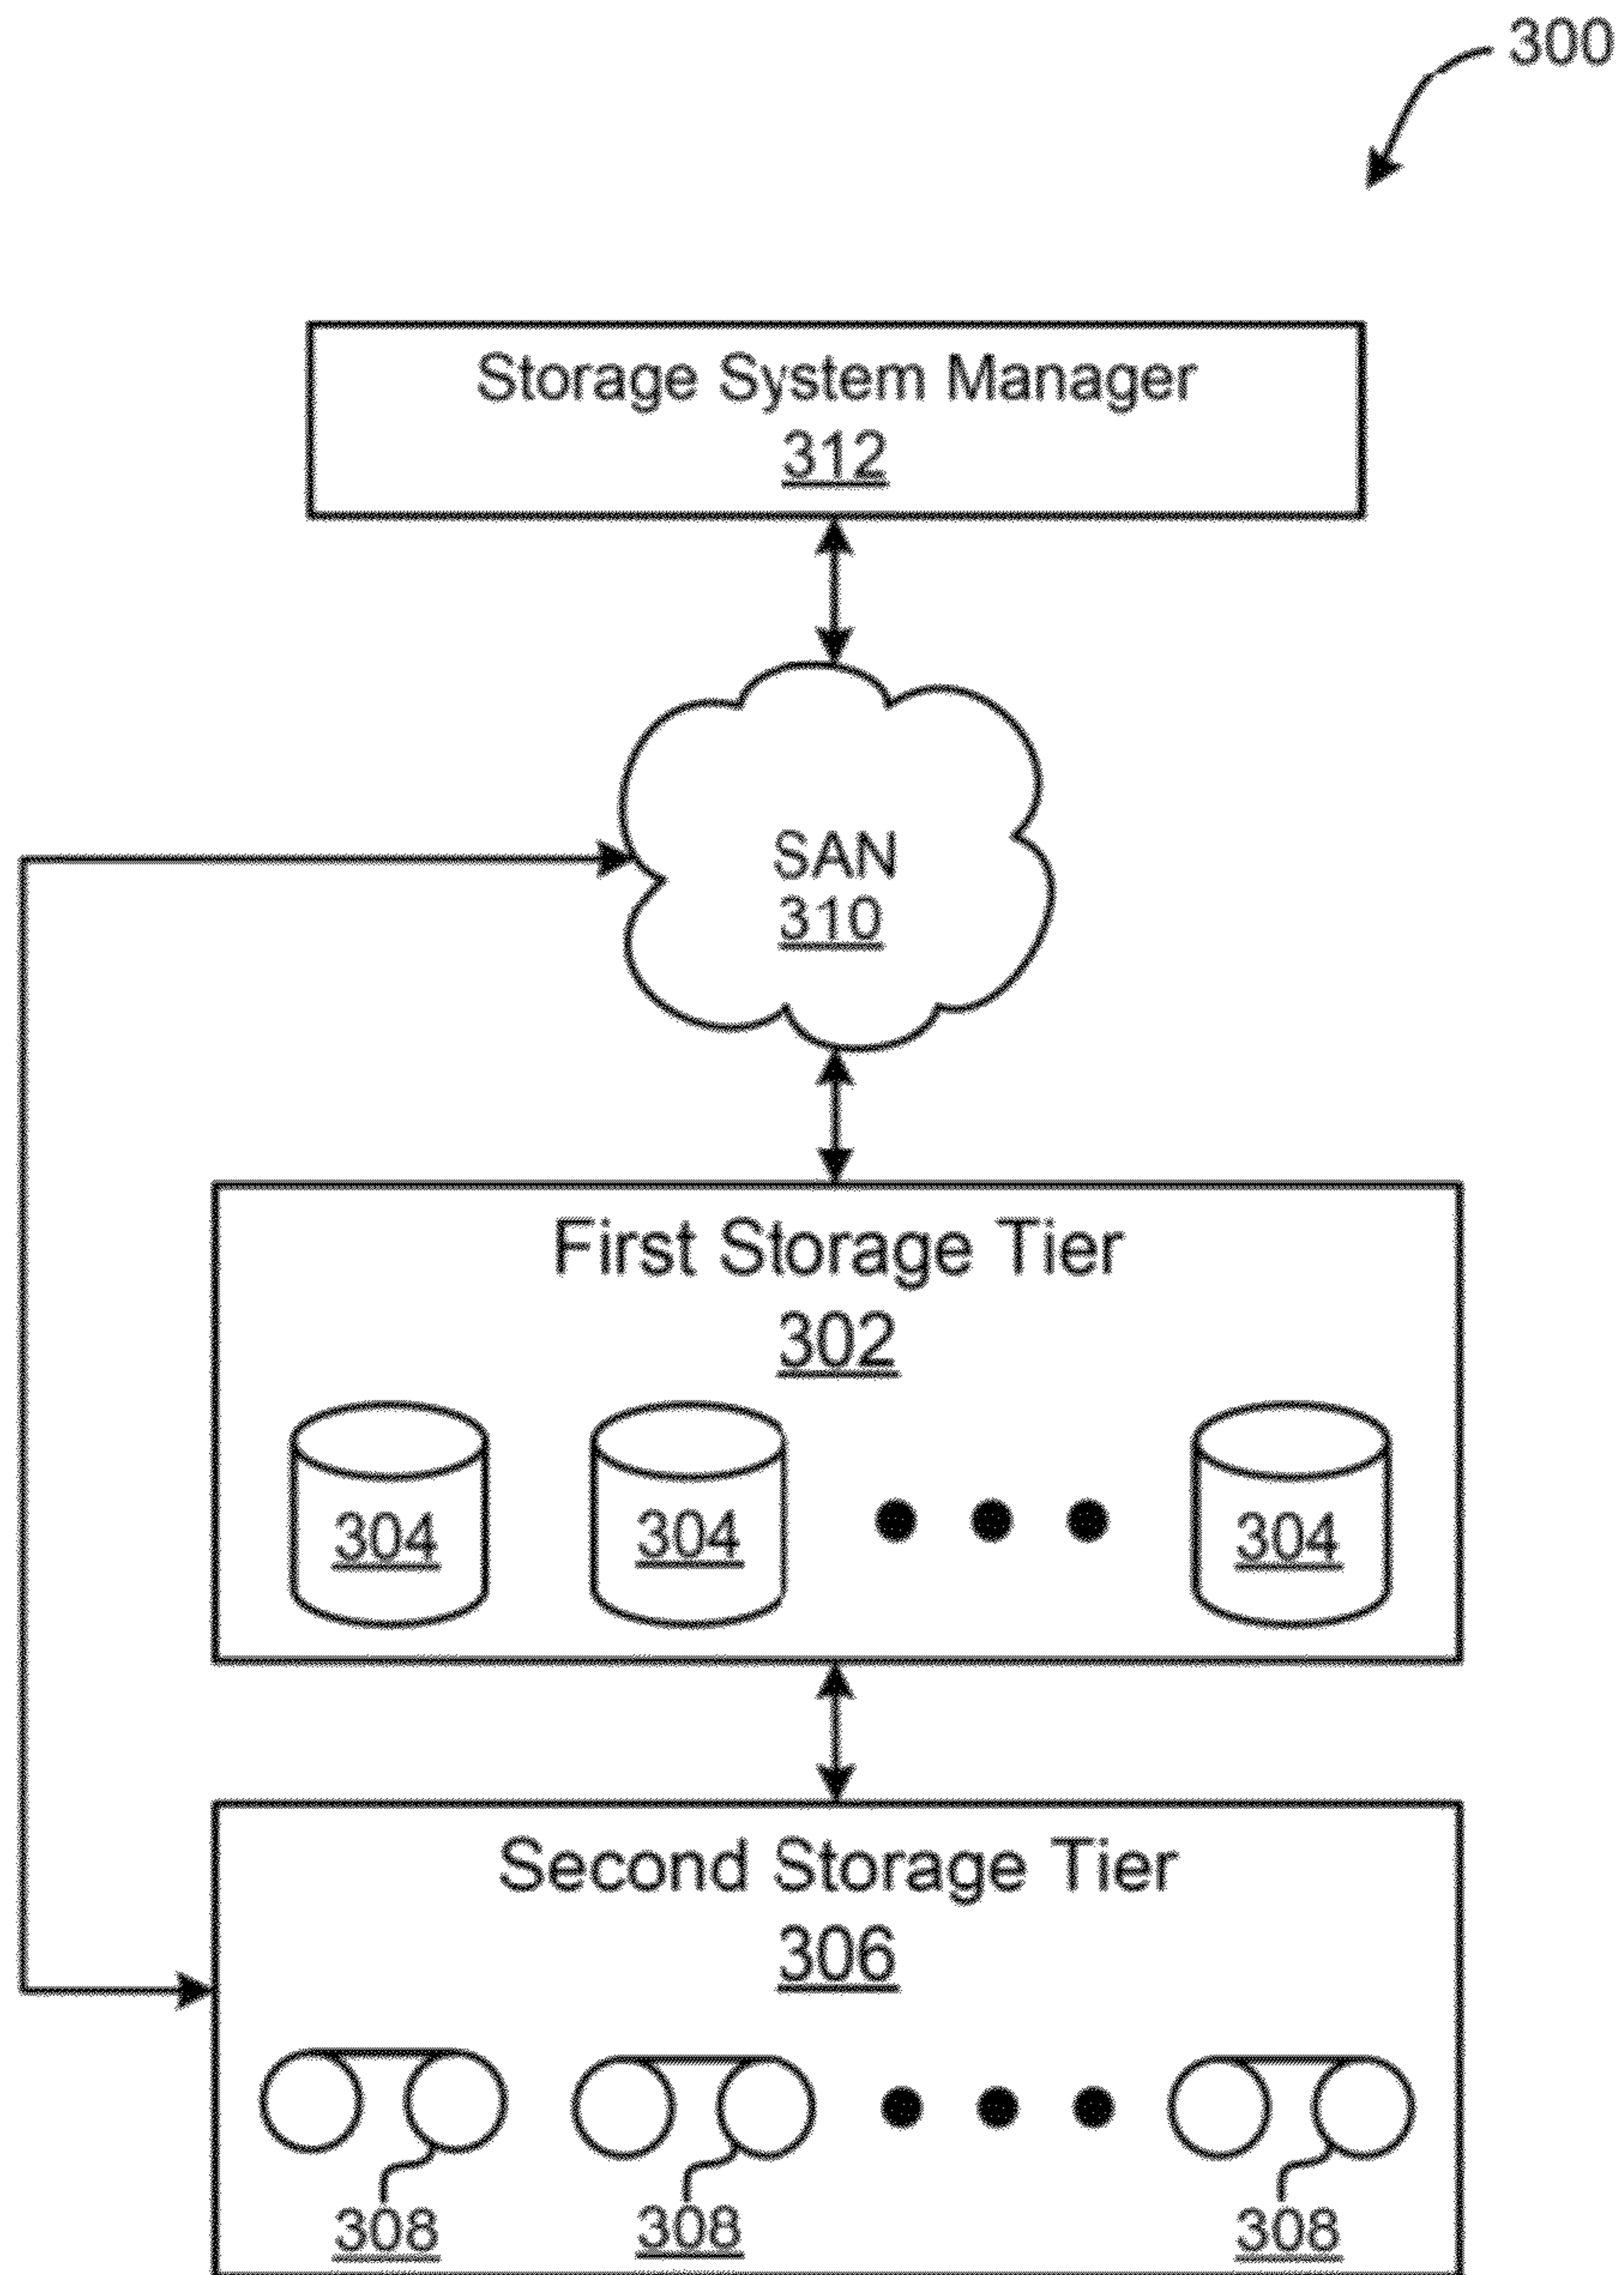 300
Storage System Manager
312
SAN
310
First Storage Tier
302
304 304 304
Second Storage Tier
306
308 308 308